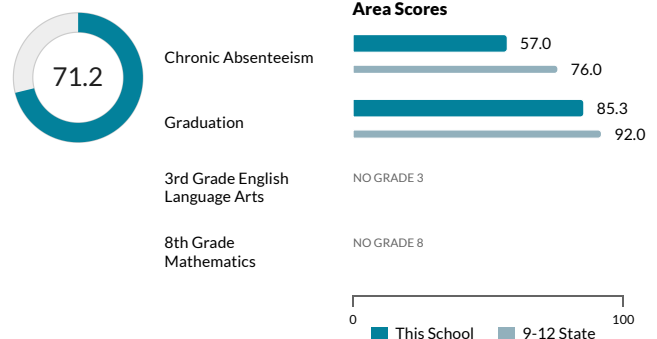 Area Scores
71.2
Chronic Absenteeism
57.0
76.0
Graduation
85.3
92.0
3rd Grade English
Language Arts
NO GRADE 3
8th Grade
Mathematics
NO GRADE 8
0
100
This School
9-12 State